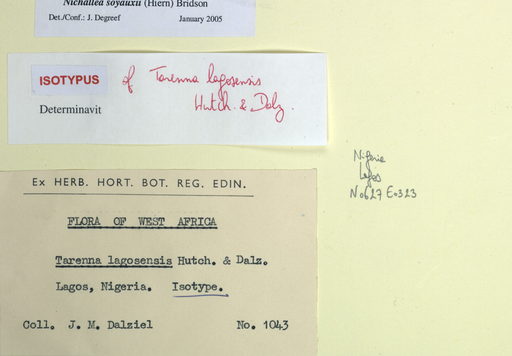 Nichallea soyauxii (Hiern) Bridson
Det./Conf.: J. Degreef January 2005
ISOTYPUS of Tarenna lagosensis
Hutch. & Dalz.
Determinavit
Nigeria
Lagos
N0627 E0323
Ex HERB. HORT. BOT. REG. EDIN.
FLORA OF WEST AFRICA
Tarenna lagosensis Hutch. & Dalz.
Lagos, Nigeria. Isotype.
Coll. J. M. Dalziel No. 1043